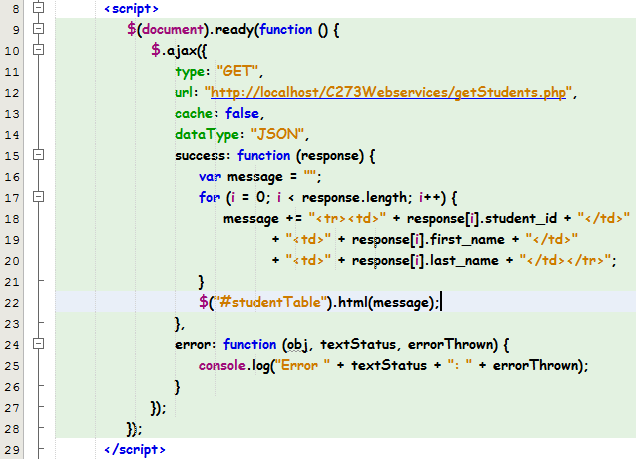 8 <script>
9 $(document).ready(function () {
10 $.ajax({
11 type: "GET",
12 url: "http://localhost/C273Webservices/getStudents.php",
13 cache: false,
14 dataType: "JSON",
15 success: function (response) {
16 var message = "";
17 for (i = 0; i < response.length; i++) {
18 message += "<tr><td>" + response[i].student_id + "</td>"
19 + "<td>" + response[i].first_name + "</td>"
20 + "<td>" + response[i].last_name + "</td></tr>";
21 }
22 $("#studentTable").html(message);
23 },
24 error: function (obj, textStatus, errorThrown) {
25 console.log("Error " + textStatus + ": " + errorThrown);
26 }
27 });
28 });
29 </script>